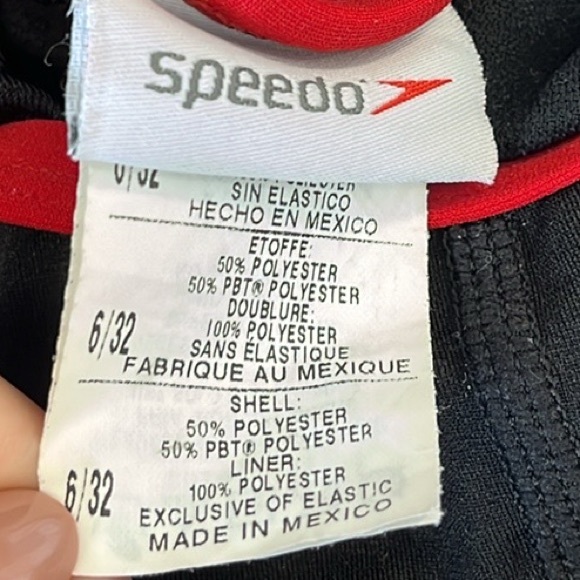 speedo
6/32
SIN ELASTICO
HECHO EN MEXICO
ETOFFE:
50% POLYESTER
50% PBT® POLYESTER
DOUBLURE:
6/32
100% POLYESTER
SANS ÉLASTIQUE
FABRIQUE AU MEXIQUE
SHELL:
50% POLYESTER
50% PBT® POLYESTER
LINER:
6/32
100% POLYESTER
EXCLUSIVE OF ELASTIC
MADE IN MEXICO